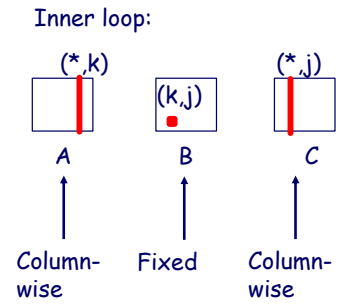 Inner loop:
(*,k)
(k,j)
(*,j)
A
B
C
Column-
wise
Fixed
Column-
wise